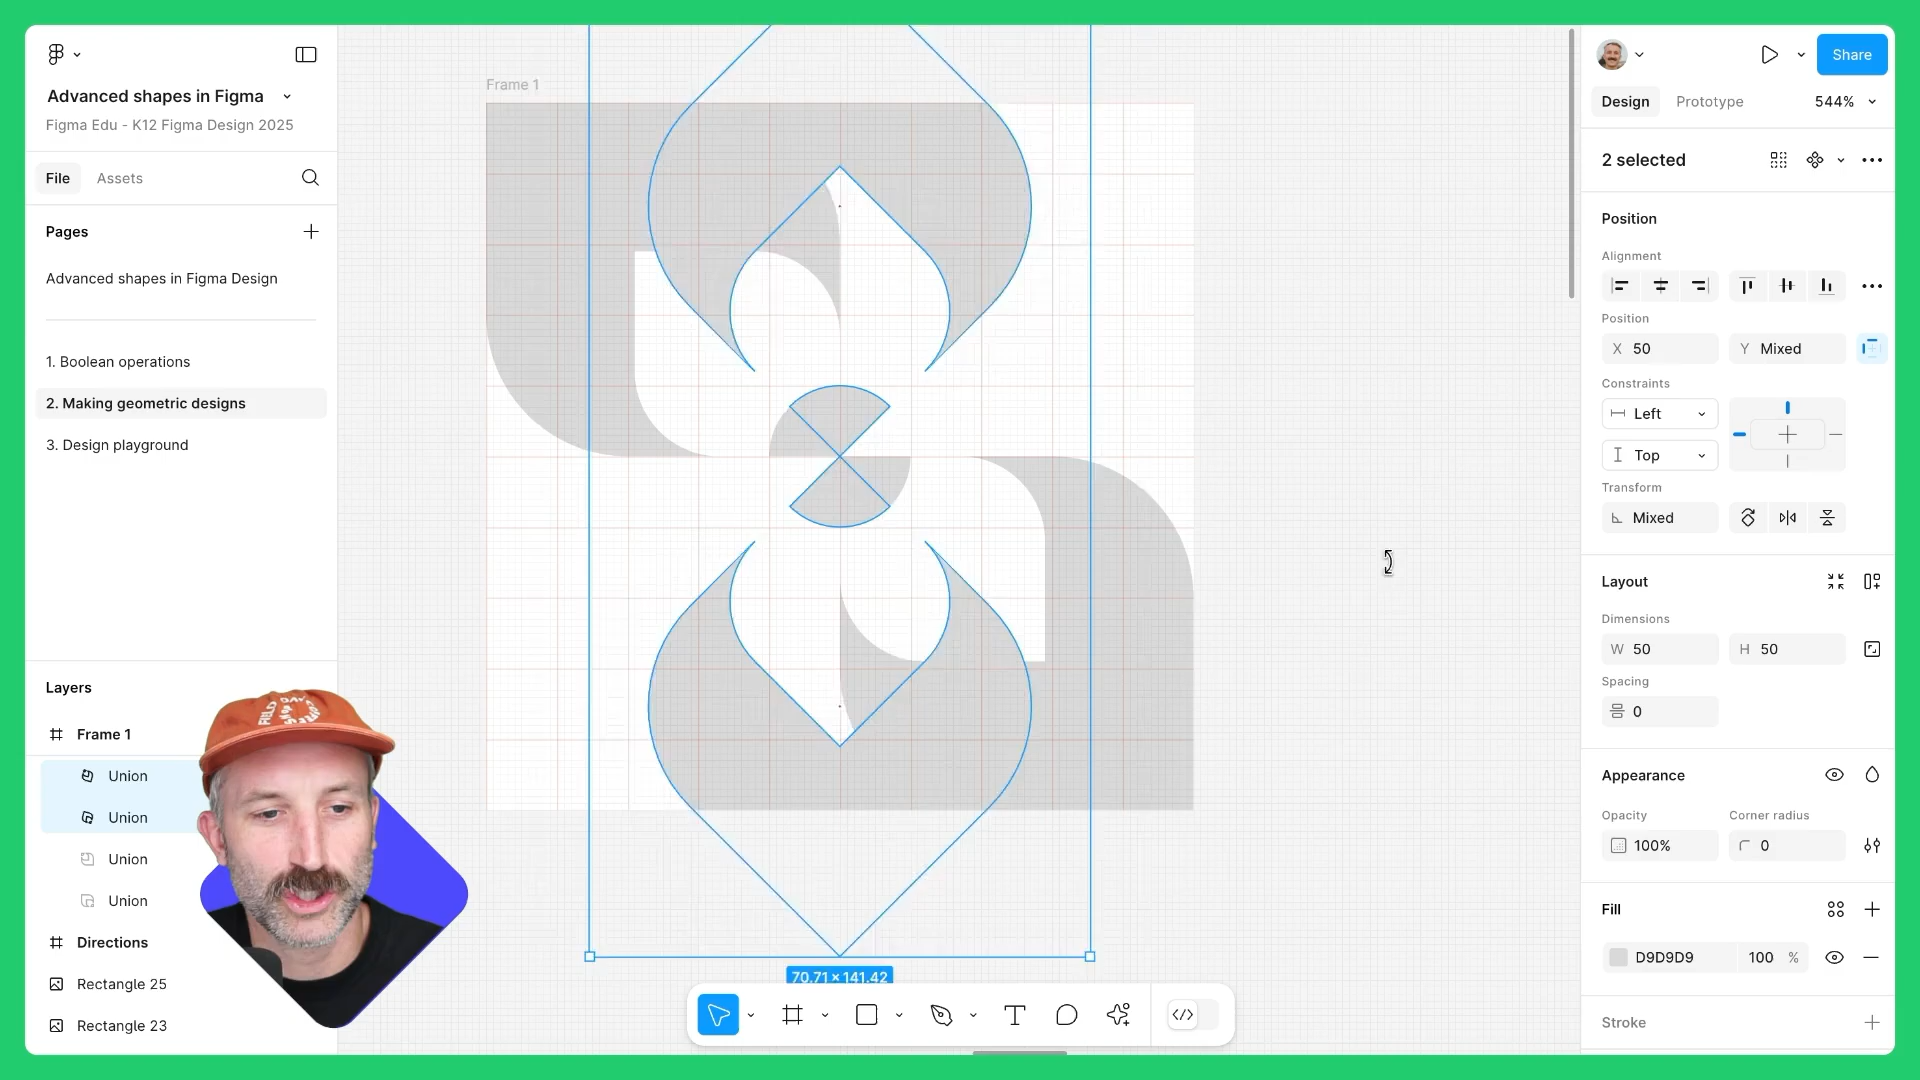 Advanced shapes in Figma
Figma Edu - K12 Figma Design 2025
File
Assets
Pages
Advanced shapes in Figma Design
1. Boolean operations
2. Making geometric designs
3. Design playground
Layers
Frame 1
Union
Union
Union
Union
Directions
Rectangle 25
Rectangle 23
FIELD DAY
Frame 1
70.71 × 141.42
Share
Design
Prototype
544%
2 selected
Position
Alignment
Position
X 50
Y Mixed
Constraints
Left
Top
Transform
Mixed
Layout
Dimensions
W 50
H 50
Spacing
0
Appearance
Opacity
Corner radius
100%
0
Fill
D9D9D9
100 %
Stroke